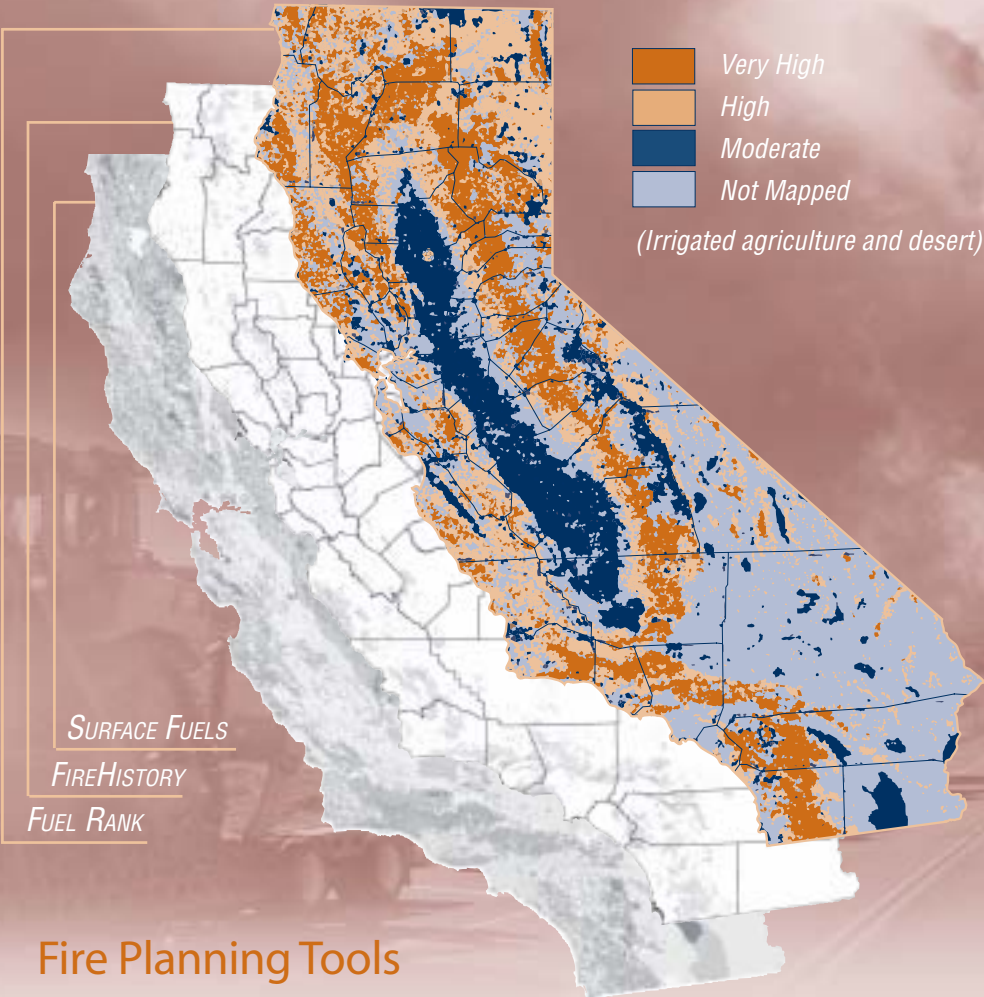 Very High
High
Moderate
Not Mapped
(Irrigated agriculture and desert)
SURFACE FUELS
FIREHISTORY
FUEL RANK
Fire Planning Tools